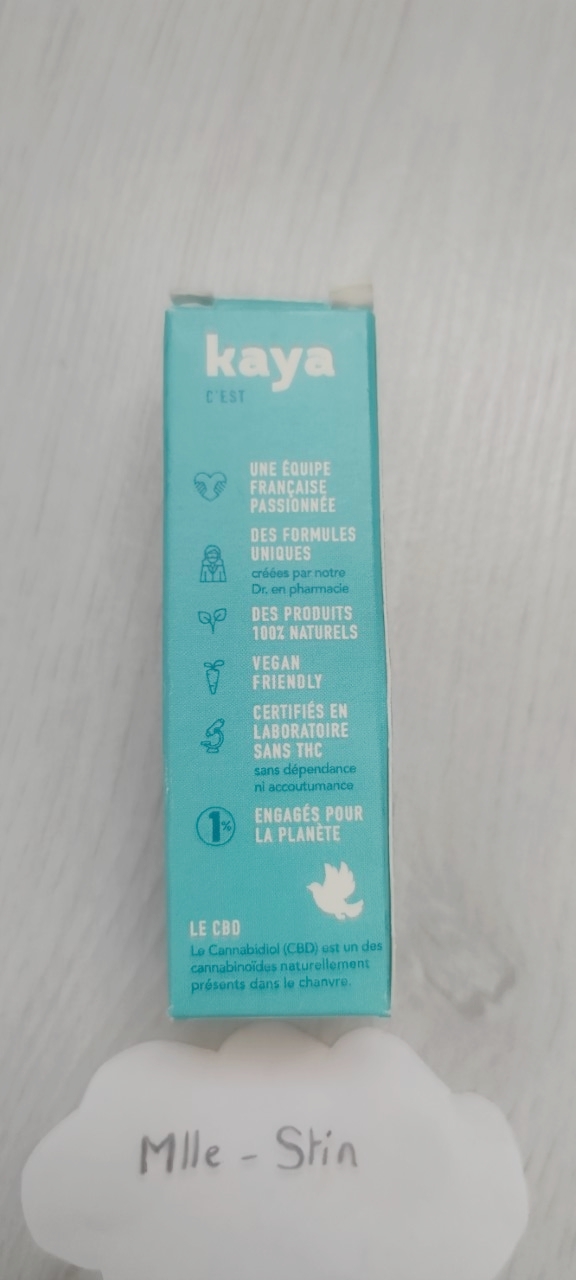 kaya
C'EST
UNE ÉQUIPE
FRANÇAISE
PASSIONNÉE
DES FORMULES
UNIQUES
créées par notre
Dr. en pharmacie
DES PRODUITS
100% NATURELS
VEGAN
FRIENDLY
CERTIFIÉS EN
LABORATOIRE
SANS THC
sans dépendance
ni accoutumance
1%
ENGAGÉS POUR
LA PLANÈTE
LE CBD
Le Cannabidiol (CBD) est un des
cannabinoïdes naturellement
présents dans le chanvre.
Mlle - Stin